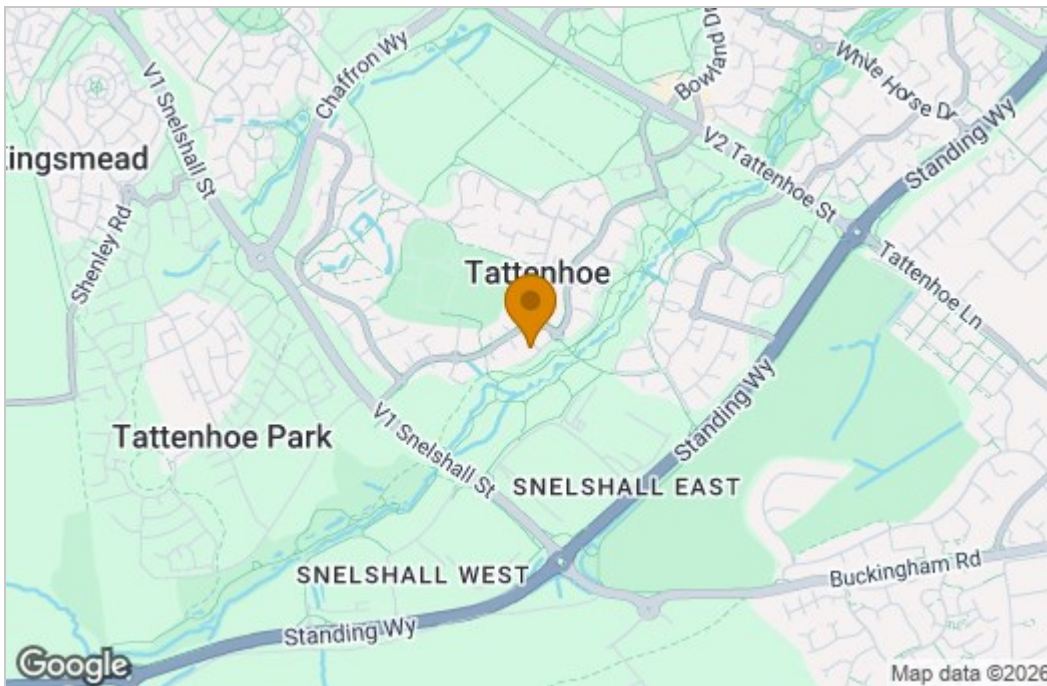 V1 Snelshall St
Chaffron Wy
Bowland Dr
White Horse Dr
Standing Wy
V2 Tattenhoe St
Kingsmead
Shenley Rd
Tattenhoe
Tattenhoe Ln
Tattenhoe Park
V1 Snelshall St
Standing Wy
SNELSHALL EAST
SNELSHALL WEST
Buckingham Rd
Standing Wy
Google
Map data ©2026